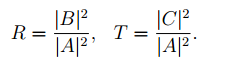 R = |B|²/|A|², T = |C|²/|A|².